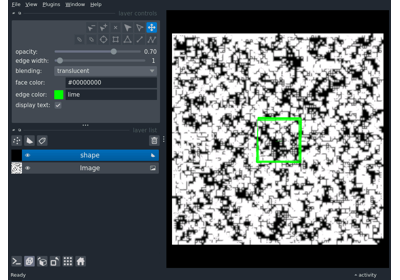 File View Plugins Window Help
layer controls
opacity: 0.70
edge width: 1
blending: translucent
face color: #00000000
edge color: lime
display text:
layer list
shape
Image
Ready
activity